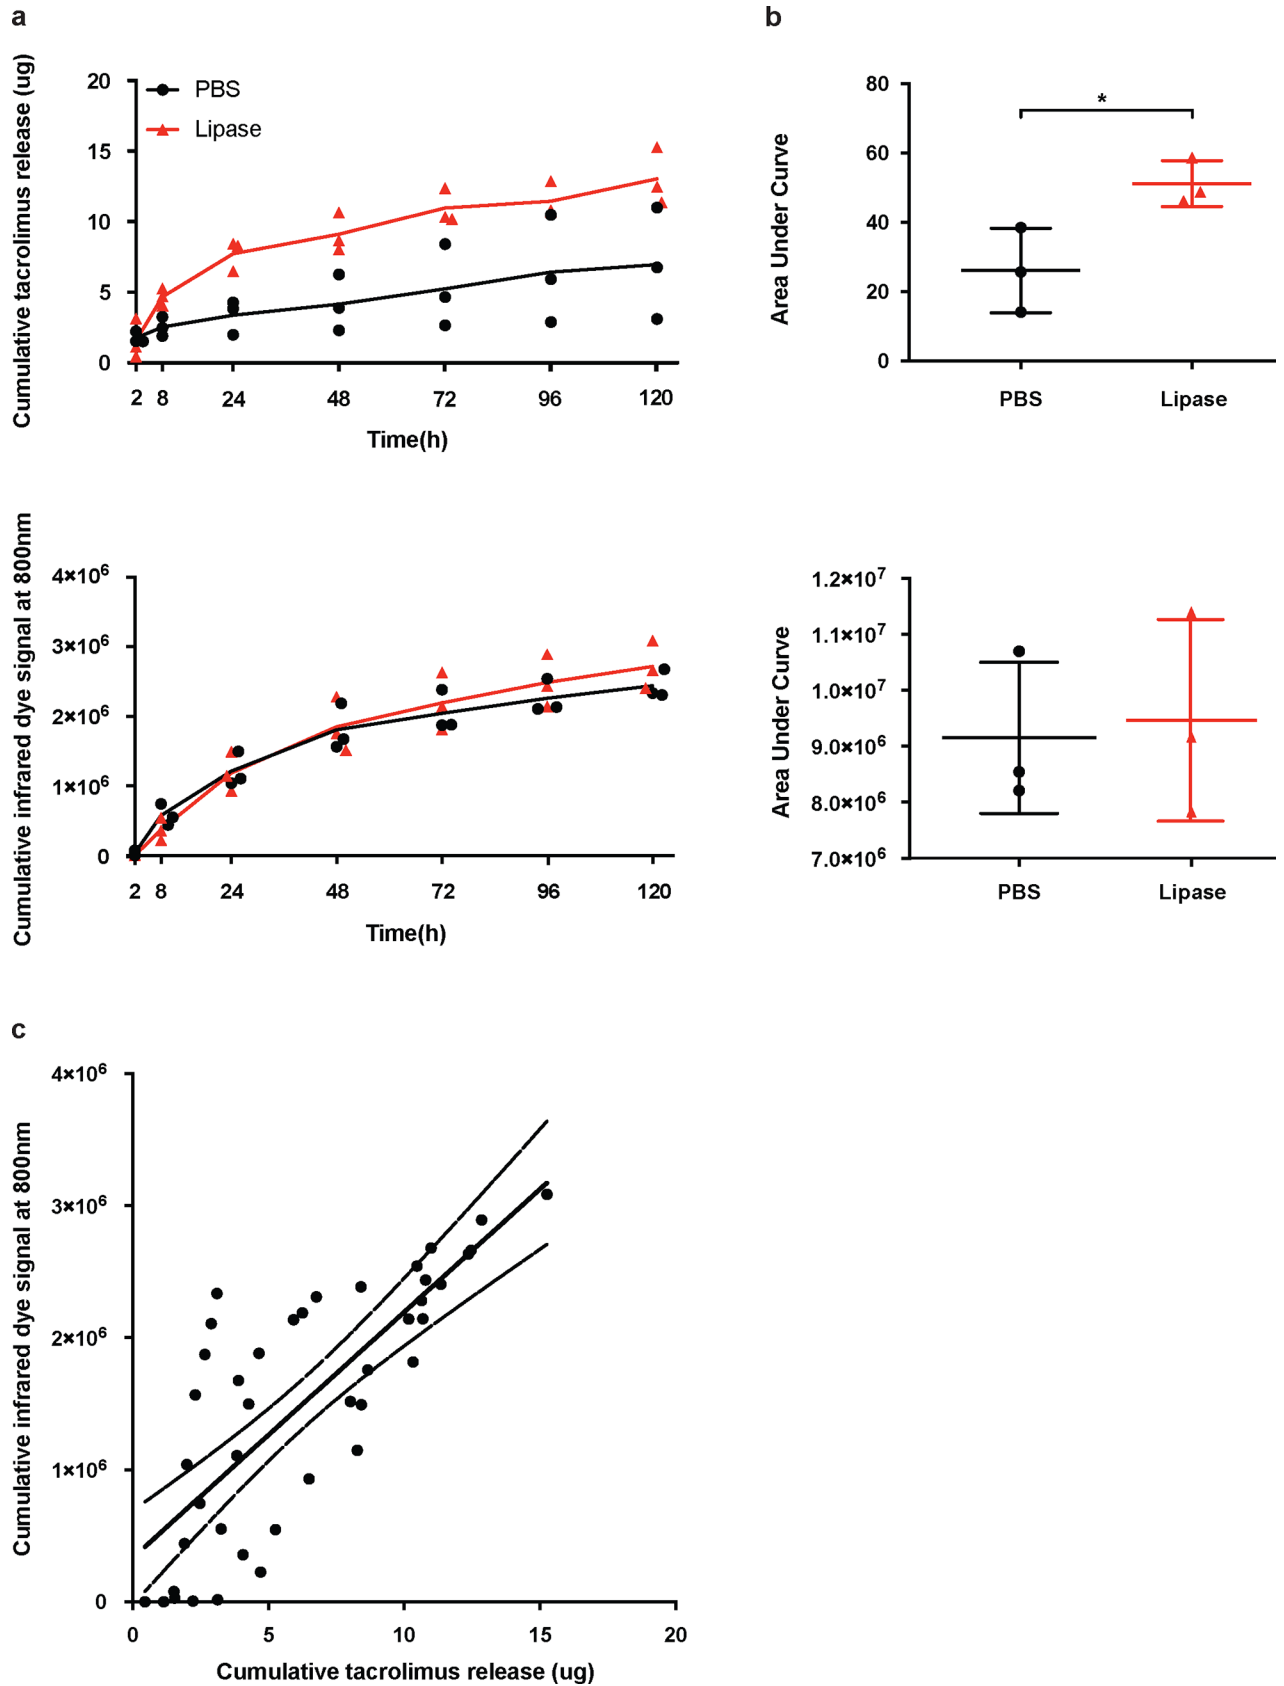 a
b
Cumulative tacrolimus release (ug)
20
15
10
5
0
PBS
Lipase
2 8 24 48 72 96 120
Time(h)
Area Under Curve
80
60
40
20
0
*
PBS Lipase
Cumulative infrared dye signal at 800nm
4×10⁶
3×10⁶
2×10⁶
1×10⁶
0
2 8 24 48 72 96 120
Time(h)
Area Under Curve
1.2×10⁷
1.1×10⁷
1.0×10⁷
9.0×10⁶
8.0×10⁶
7.0×10⁶
PBS Lipase
c
Cumulative infrared dye signal at 800nm
4×10⁶
3×10⁶
2×10⁶
1×10⁶
0
0 5 10 15 20
Cumulative tacrolimus release (ug)